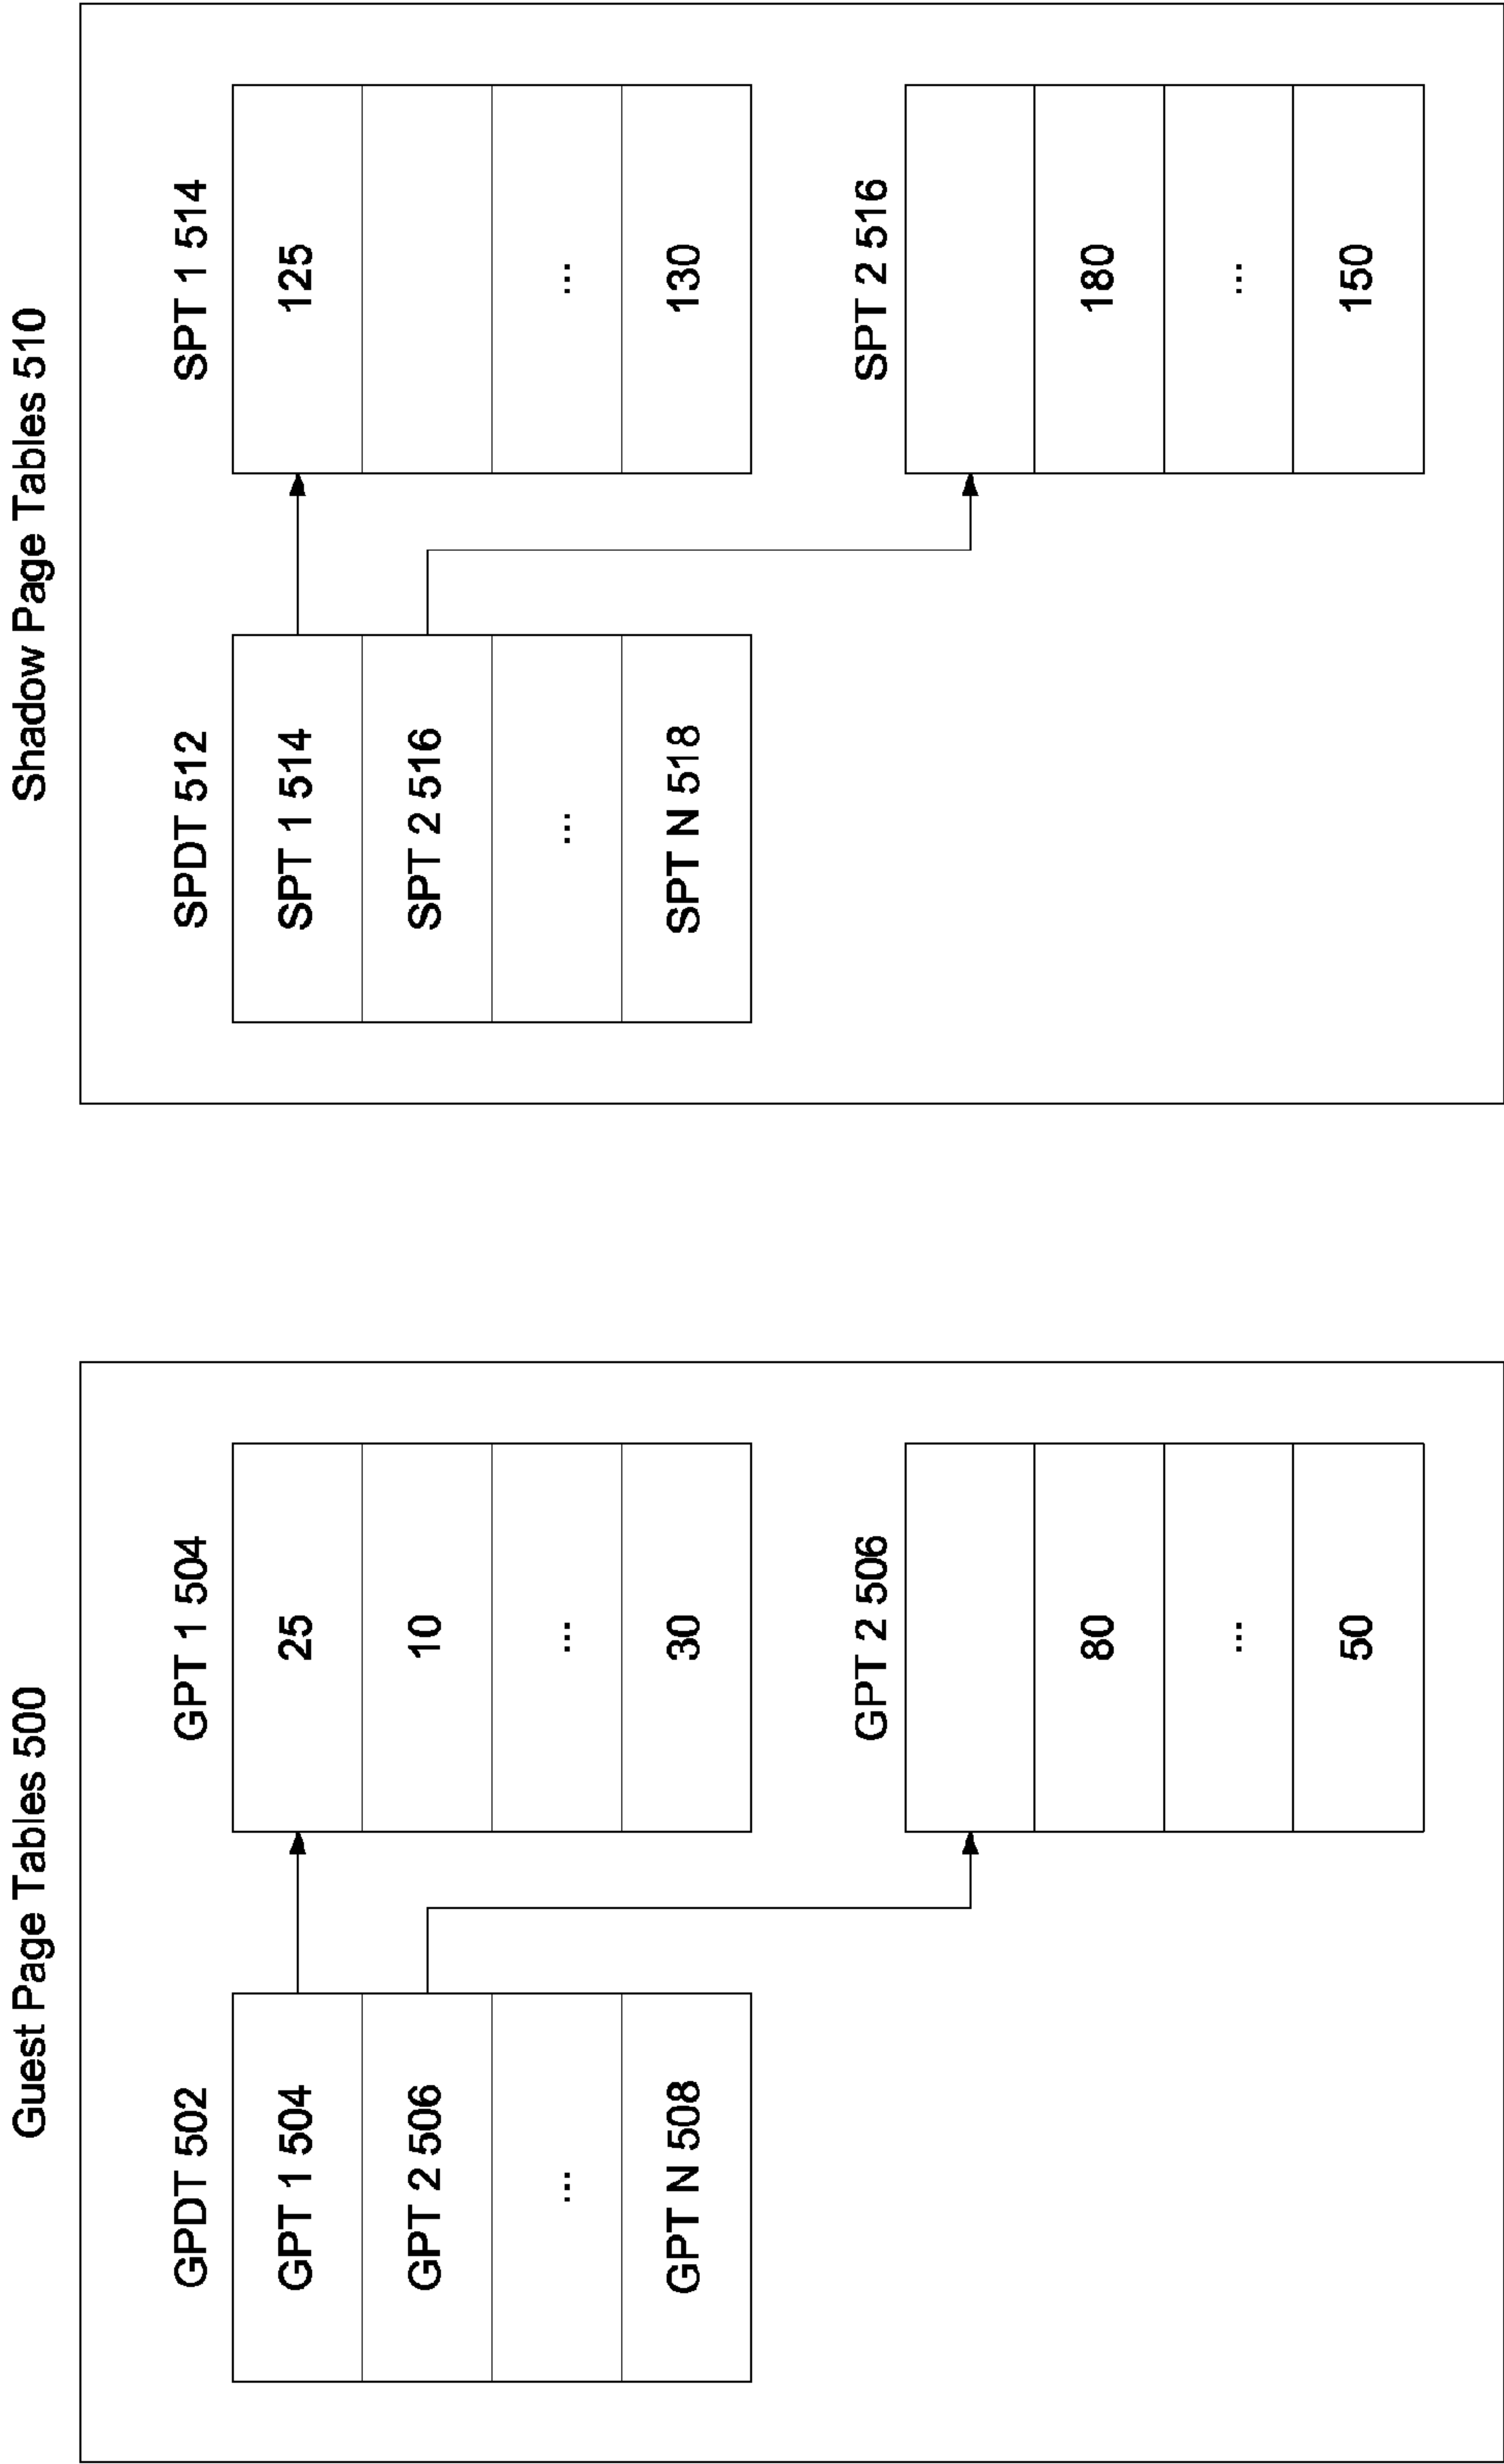 Guest Page Tables 500
GPDT 502
GPT 1 504
GPT 2 506
...
GPT N 508
GPT 1 504
25
10
...
30
GPT 2 506
80
...
50
Shadow Page Tables 510
SPDT 512
SPT 1 514
SPT 2 516
...
SPT N 518
SPT 1 514
125
...
130
SPT 2 516
180
...
150